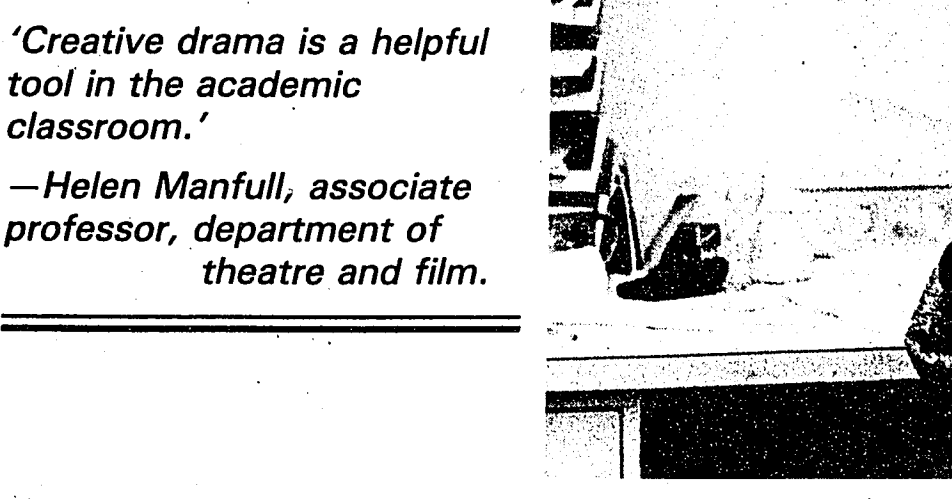 ‘Creative drama is a helpful
tool in the academic
classroom.’
—Helen Manfull, associate
professor, department of
theatre and film.